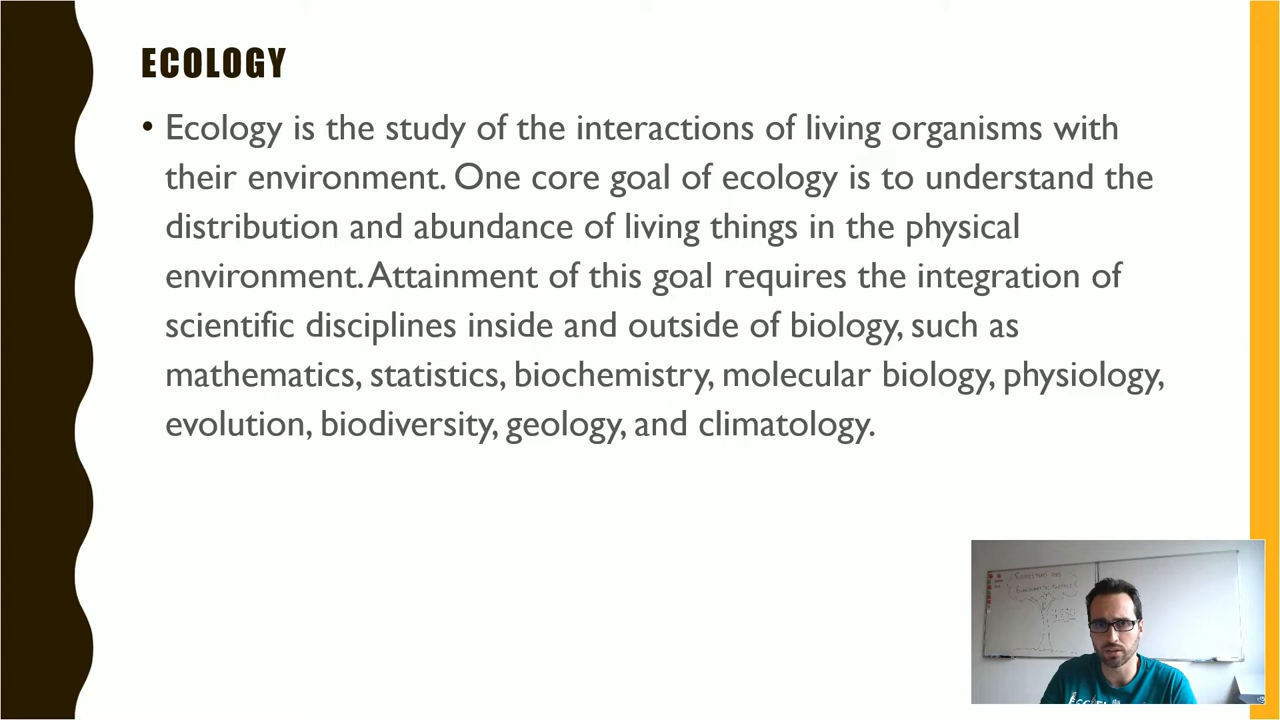 ECOLOGY
• Ecology is the study of the interactions of living organisms with
their environment. One core goal of ecology is to understand the
distribution and abundance of living things in the physical
environment. Attainment of this goal requires the integration of
scientific disciplines inside and outside of biology, such as
mathematics, statistics, biochemistry, molecular biology, physiology,
evolution, biodiversity, geology, and climatology.